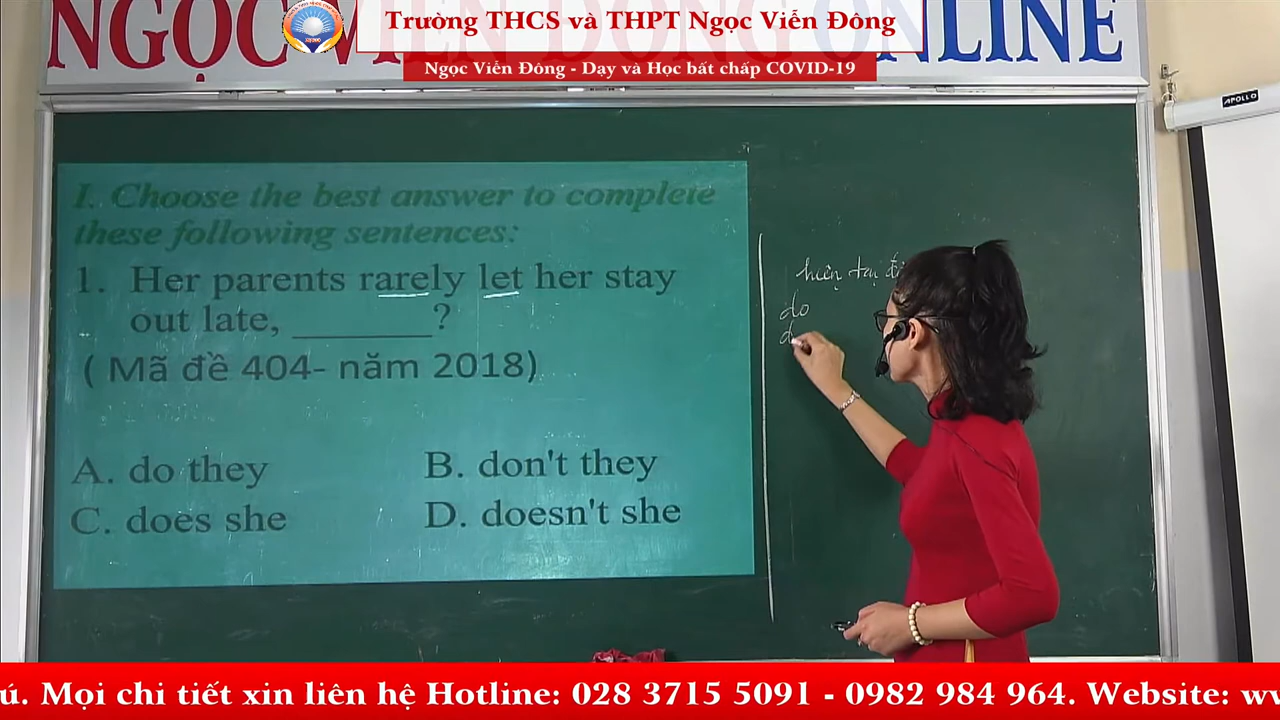 NGỌC VIỄN ĐÔNG ONLINE
Trường THCS và THPT Ngọc Viễn Đông
Ngọc Viễn Đông - Dạy và Học bất chấp COVID-19
APOLLO
I. Choose the best answer to complete
these following sentences:
1. Her parents rarely let her stay
out late, _______?
( Mã đề 404- năm 2018)
A. do they
B. don't they
C. does she
D. doesn't she
hiện tại
do
ú. Mọi chi tiết xin liên hệ Hotline: 028 3715 5091 - 0982 984 964. Website: